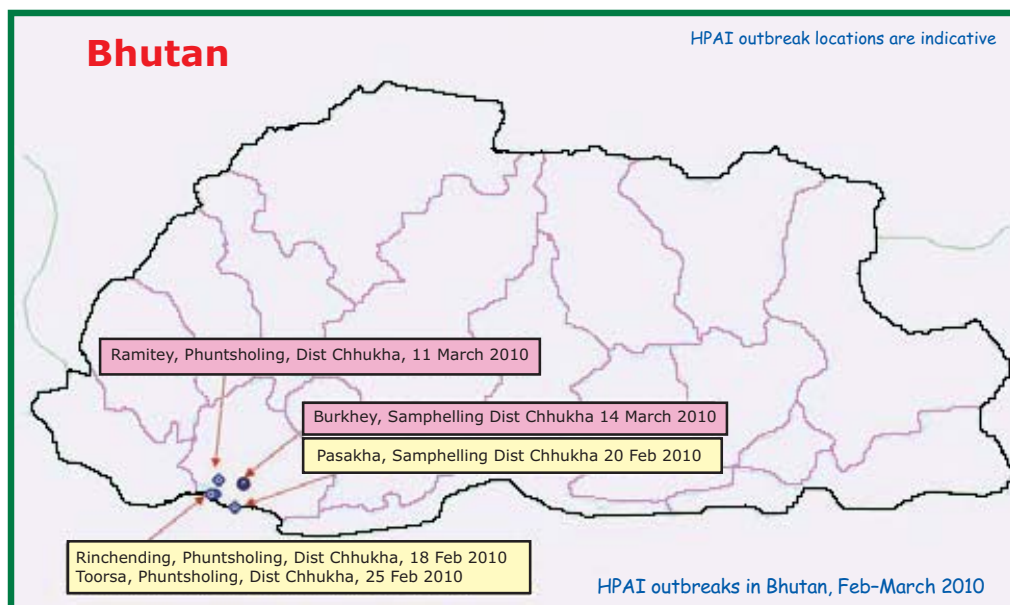 Bhutan
HPAI outbreak locations are indicative
Ramitey, Phuntsholing, Dist Chhukha, 11 March 2010
Burkhey, Samphelling Dist Chhukha 14 March 2010
Pasakha, Samphelling Dist Chhukha 20 Feb 2010
Rinchending, Phuntsholing, Dist Chhukha, 18 Feb 2010
Toorsa, Phuntsholing, Dist Chhukha, 25 Feb 2010
HPAI outbreaks in Bhutan, Feb–March 2010